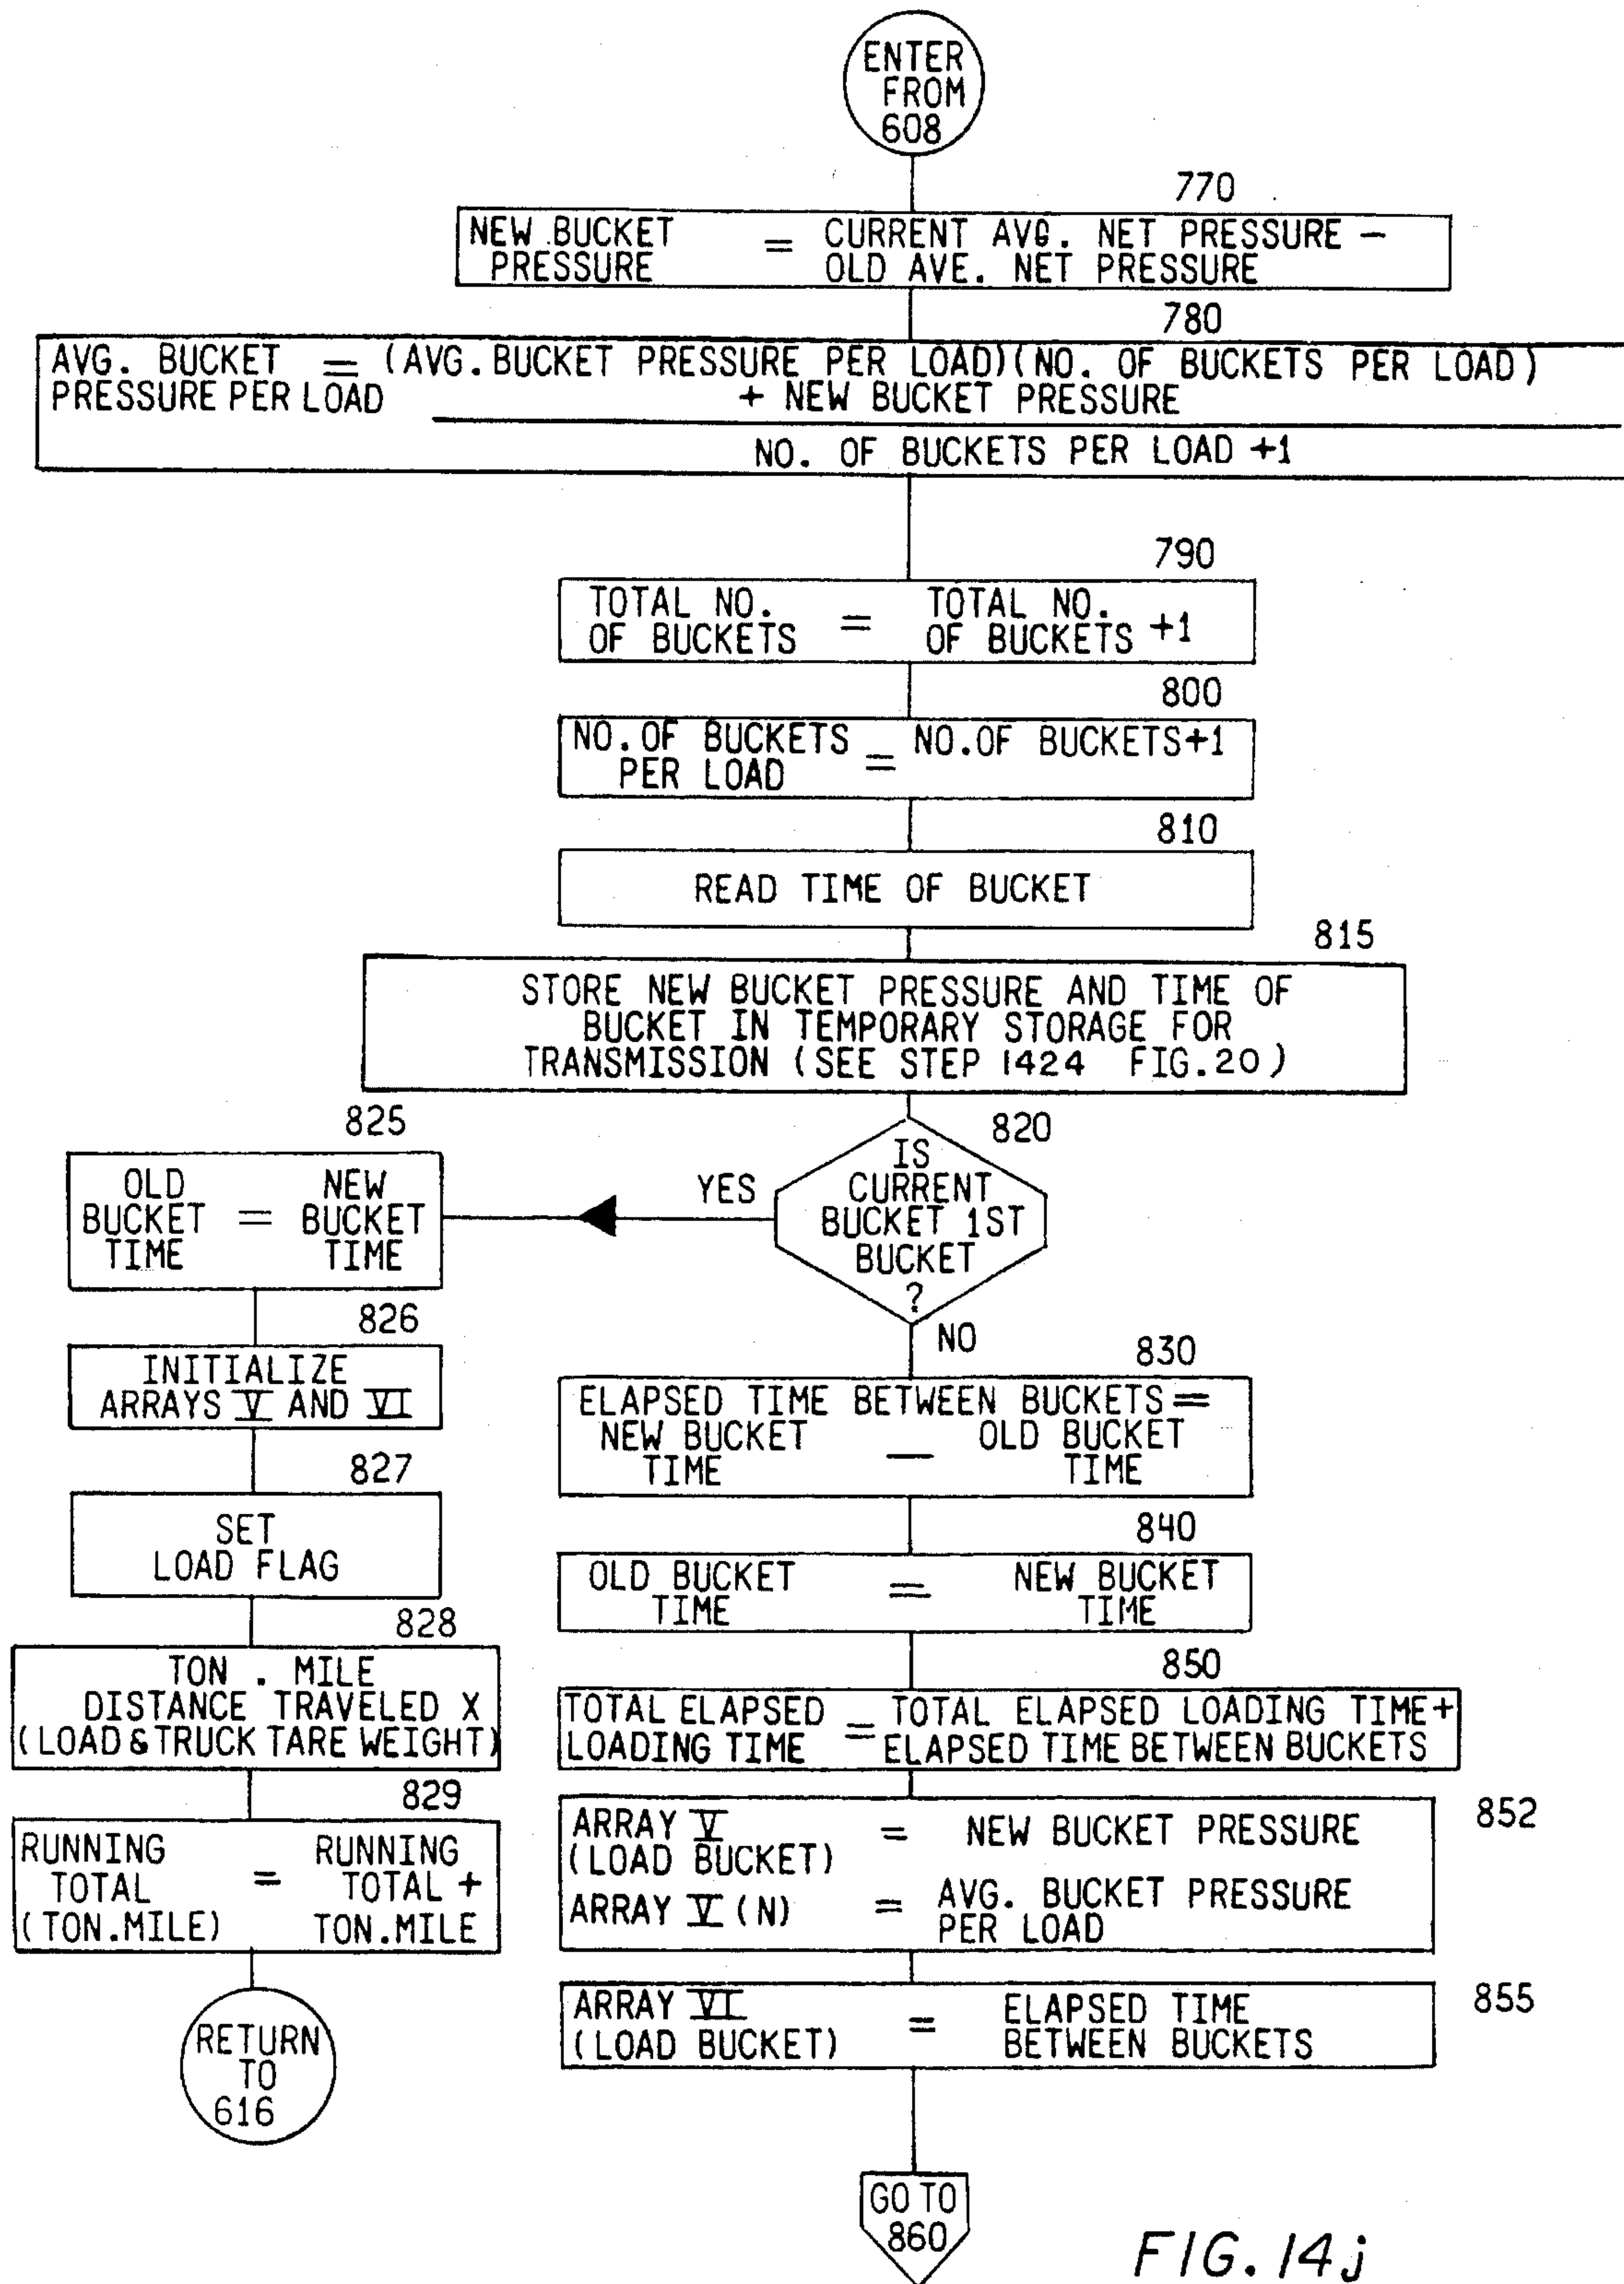 ENTER
FROM
608
770
NEW BUCKET = CURRENT AVG. NET PRESSURE –
PRESSURE OLD AVE. NET PRESSURE
780
AVG. BUCKET = (AVG. BUCKET PRESSURE PER LOAD)(NO. OF BUCKETS PER LOAD)
PRESSURE PER LOAD + NEW BUCKET PRESSURE
NO. OF BUCKETS PER LOAD +1
790
TOTAL NO. = TOTAL NO. +1
OF BUCKETS OF BUCKETS
800
NO. OF BUCKETS = NO. OF BUCKETS+1
PER LOAD
810
READ TIME OF BUCKET
815
STORE NEW BUCKET PRESSURE AND TIME OF
BUCKET IN TEMPORARY STORAGE FOR
TRANSMISSION (SEE STEP 1424 FIG.20)
820
IS
CURRENT
BUCKET 1ST
BUCKET
?
YES
NO
825
OLD NEW
BUCKET = BUCKET
TIME TIME
826
INITIALIZE
ARRAYS V AND VI
827
SET
LOAD FLAG
828
TON . MILE
DISTANCE TRAVELED X
(LOAD & TRUCK TARE WEIGHT)
829
RUNNING RUNNING
TOTAL = TOTAL +
(TON.MILE) TON.MILE
RETURN
TO
616
830
ELAPSED TIME BETWEEN BUCKETS =
NEW BUCKET – OLD BUCKET
TIME TIME
840
OLD BUCKET = NEW BUCKET
TIME TIME
850
TOTAL ELAPSED = TOTAL ELAPSED LOADING TIME +
LOADING TIME ELAPSED TIME BETWEEN BUCKETS
852
ARRAY V = NEW BUCKET PRESSURE
(LOAD BUCKET)
ARRAY V (N) = AVG. BUCKET PRESSURE
PER LOAD
855
ARRAY VI = ELAPSED TIME
(LOAD BUCKET) BETWEEN BUCKETS
GO TO
860
FIG. 14j